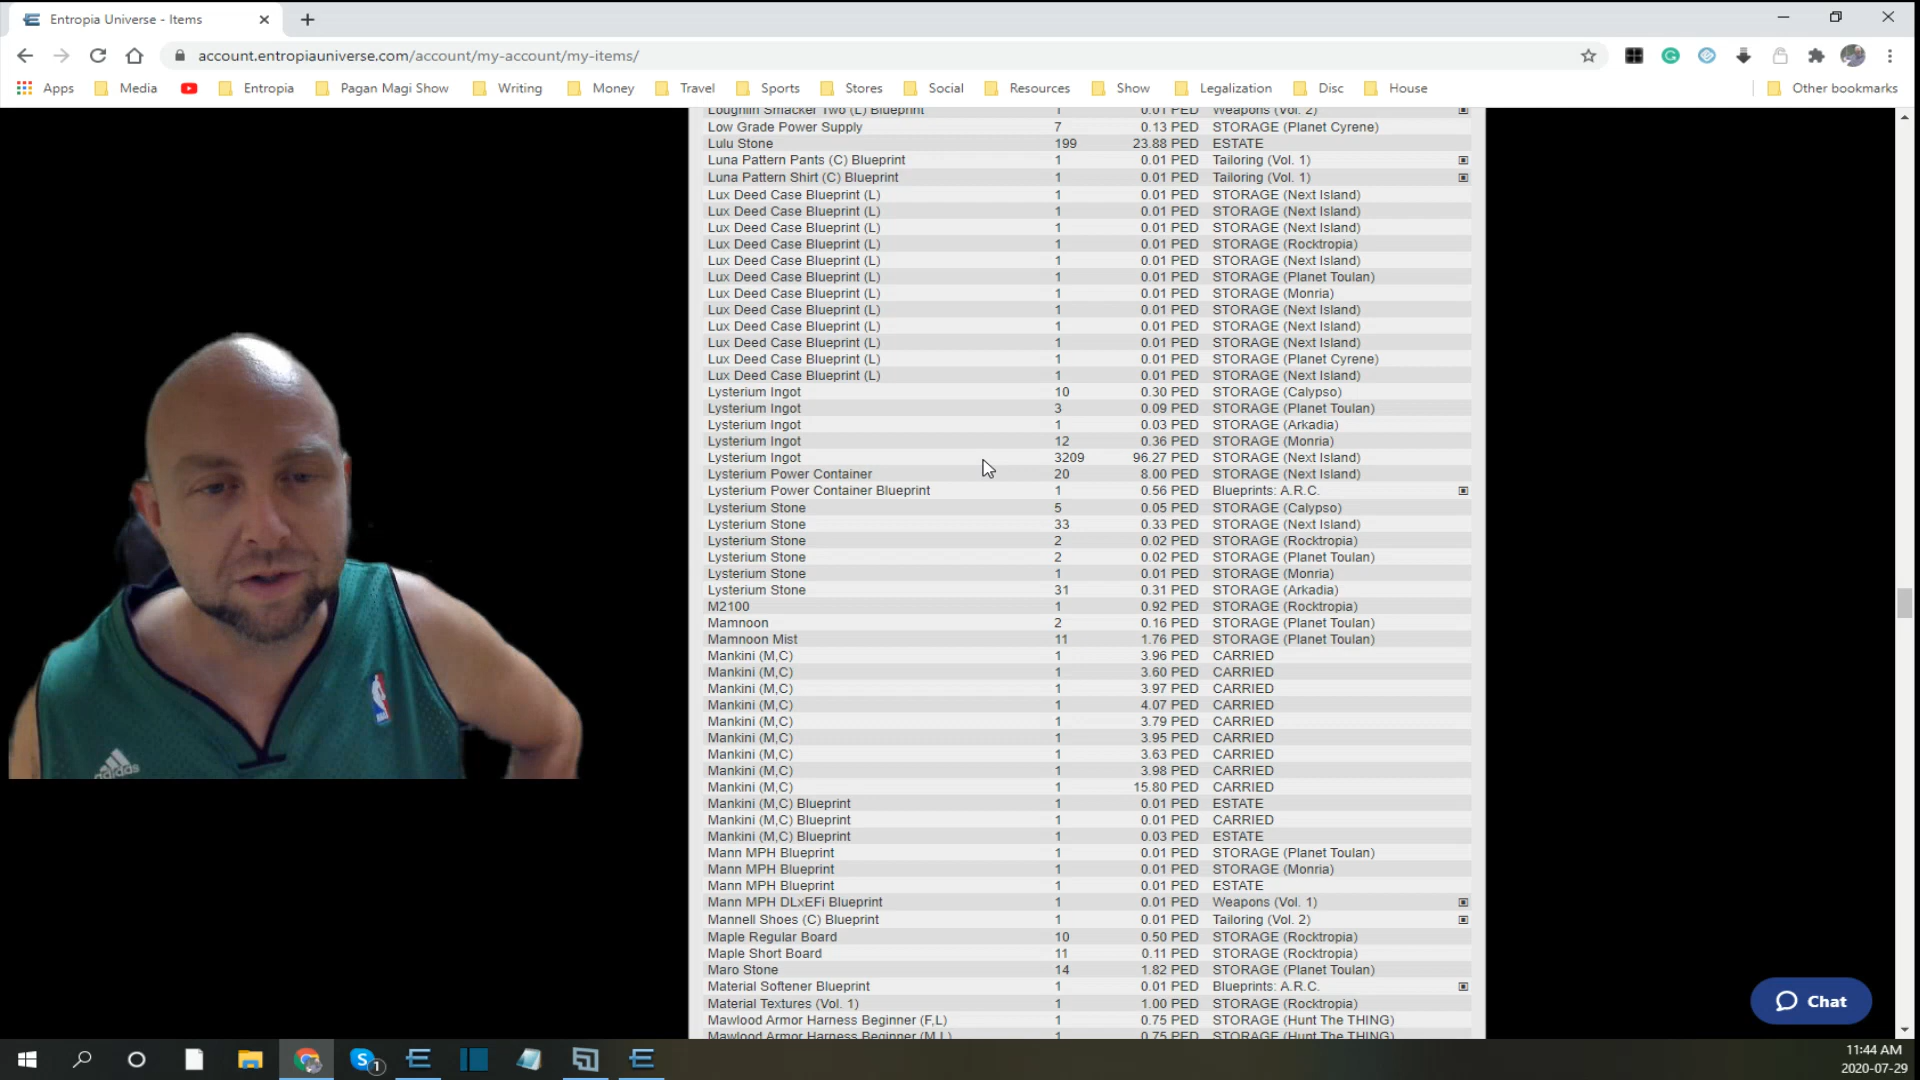 Entropia Universe - Items
account.entropiauniverse.com/account/my-account/my-items/
Apps Media Entropia Pagan Magi Show Writing Money Travel Sports Stores Social Resources Show Legalization Disc House Other bookmarks
Loughlin Smacker Two (L) Blueprint 1 0.01 PED Weapons (Vol. 2)
Low Grade Power Supply 7 0.13 PED STORAGE (Planet Cyrene)
Lulu Stone 199 23.88 PED ESTATE
Luna Pattern Pants (C) Blueprint 1 0.01 PED Tailoring (Vol. 1)
Luna Pattern Shirt (C) Blueprint 1 0.01 PED Tailoring (Vol. 1)
Lux Deed Case Blueprint (L) 1 0.01 PED STORAGE (Next Island)
Lux Deed Case Blueprint (L) 1 0.01 PED STORAGE (Next Island)
Lux Deed Case Blueprint (L) 1 0.01 PED STORAGE (Next Island)
Lux Deed Case Blueprint (L) 1 0.01 PED STORAGE (Rocktropia)
Lux Deed Case Blueprint (L) 1 0.01 PED STORAGE (Next Island)
Lux Deed Case Blueprint (L) 1 0.01 PED STORAGE (Planet Toulan)
Lux Deed Case Blueprint (L) 1 0.01 PED STORAGE (Monria)
Lux Deed Case Blueprint (L) 1 0.01 PED STORAGE (Next Island)
Lux Deed Case Blueprint (L) 1 0.01 PED STORAGE (Next Island)
Lux Deed Case Blueprint (L) 1 0.01 PED STORAGE (Next Island)
Lux Deed Case Blueprint (L) 1 0.01 PED STORAGE (Planet Cyrene)
Lux Deed Case Blueprint (L) 1 0.01 PED STORAGE (Next Island)
Lysterium Ingot 10 0.30 PED STORAGE (Calypso)
Lysterium Ingot 3 0.09 PED STORAGE (Planet Toulan)
Lysterium Ingot 1 0.03 PED STORAGE (Arkadia)
Lysterium Ingot 12 0.36 PED STORAGE (Monria)
Lysterium Ingot 3209 96.27 PED STORAGE (Next Island)
Lysterium Power Container 20 8.00 PED STORAGE (Next Island)
Lysterium Power Container Blueprint 1 0.56 PED Blueprints: A.R.C.
Lysterium Stone 5 0.05 PED STORAGE (Calypso)
Lysterium Stone 33 0.33 PED STORAGE (Next Island)
Lysterium Stone 2 0.02 PED STORAGE (Rocktropia)
Lysterium Stone 2 0.02 PED STORAGE (Planet Toulan)
Lysterium Stone 1 0.01 PED STORAGE (Monria)
Lysterium Stone 31 0.31 PED STORAGE (Arkadia)
M2100 1 0.92 PED STORAGE (Rocktropia)
Mamnoon 2 0.16 PED STORAGE (Planet Toulan)
Mamnoon Mist 11 1.76 PED STORAGE (Planet Toulan)
Mankini (M,C) 1 3.96 PED CARRIED
Mankini (M,C) 1 3.60 PED CARRIED
Mankini (M,C) 1 3.97 PED CARRIED
Mankini (M,C) 1 4.07 PED CARRIED
Mankini (M,C) 1 3.79 PED CARRIED
Mankini (M,C) 1 3.95 PED CARRIED
Mankini (M,C) 1 3.63 PED CARRIED
Mankini (M,C) 1 3.98 PED CARRIED
Mankini (M,C) 1 15.80 PED CARRIED
Mankini (M,C) Blueprint 1 0.01 PED ESTATE
Mankini (M,C) Blueprint 1 0.01 PED CARRIED
Mankini (M,C) Blueprint 1 0.03 PED ESTATE
Mann MPH Blueprint 1 0.01 PED STORAGE (Planet Toulan)
Mann MPH Blueprint 1 0.01 PED STORAGE (Monria)
Mann MPH Blueprint 1 0.01 PED ESTATE
Mann MPH DLxEFi Blueprint 1 0.01 PED Weapons (Vol. 1)
Mannell Shoes (C) Blueprint 1 0.01 PED Tailoring (Vol. 2)
Maple Regular Board 10 0.50 PED STORAGE (Rocktropia)
Maple Short Board 11 0.11 PED STORAGE (Rocktropia)
Maro Stone 14 1.82 PED STORAGE (Planet Toulan)
Material Softener Blueprint 1 0.01 PED Blueprints: A.R.C.
Material Textures (Vol. 1) 1 1.00 PED STORAGE (Rocktropia)
Mawlood Armor Harness Beginner (F,L) 1 0.75 PED STORAGE (Hunt The THING)
Mawlood Armor Harness Beginner (M,L) 1 0.75 PED STORAGE (Hunt The THING)
adidas
Chat
S 1
11:44 AM
2020-07-29